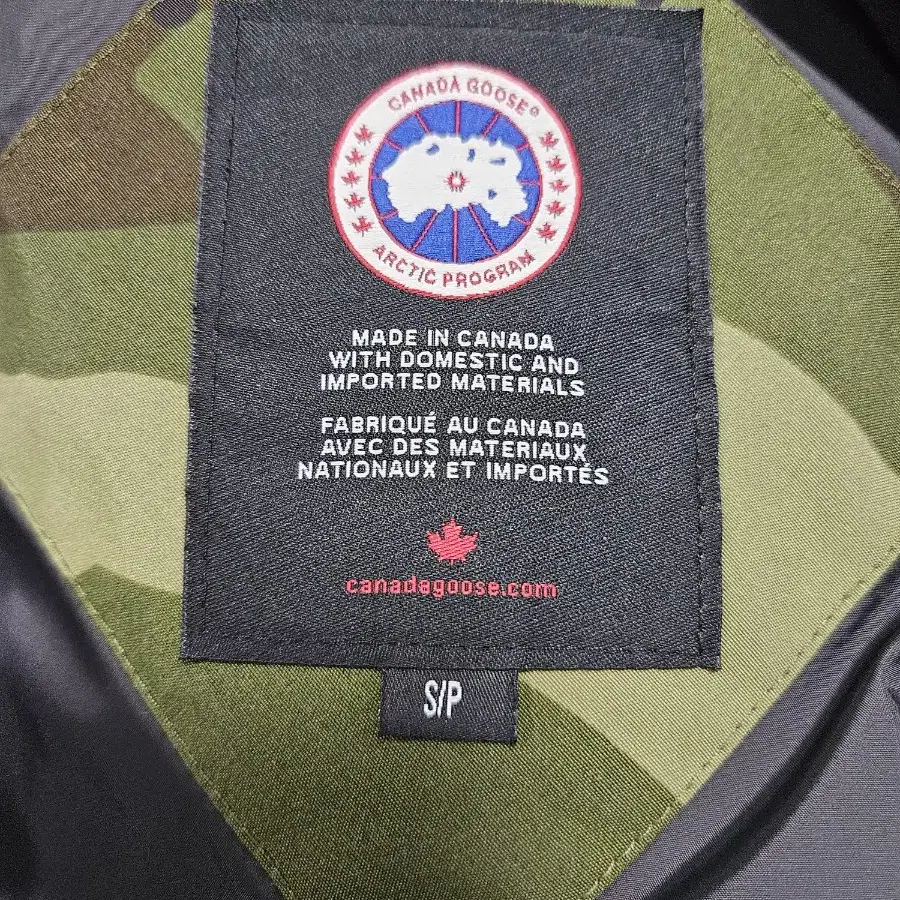 CANADA GOOSE®
ARCTIC PROGRAM
MADE IN CANADA
WITH DOMESTIC AND
IMPORTED MATERIALS
FABRIQUÉ AU CANADA
AVEC DES MATERIAUX
NATIONAUX ET IMPORTÉS
canadagoose.com
S/P